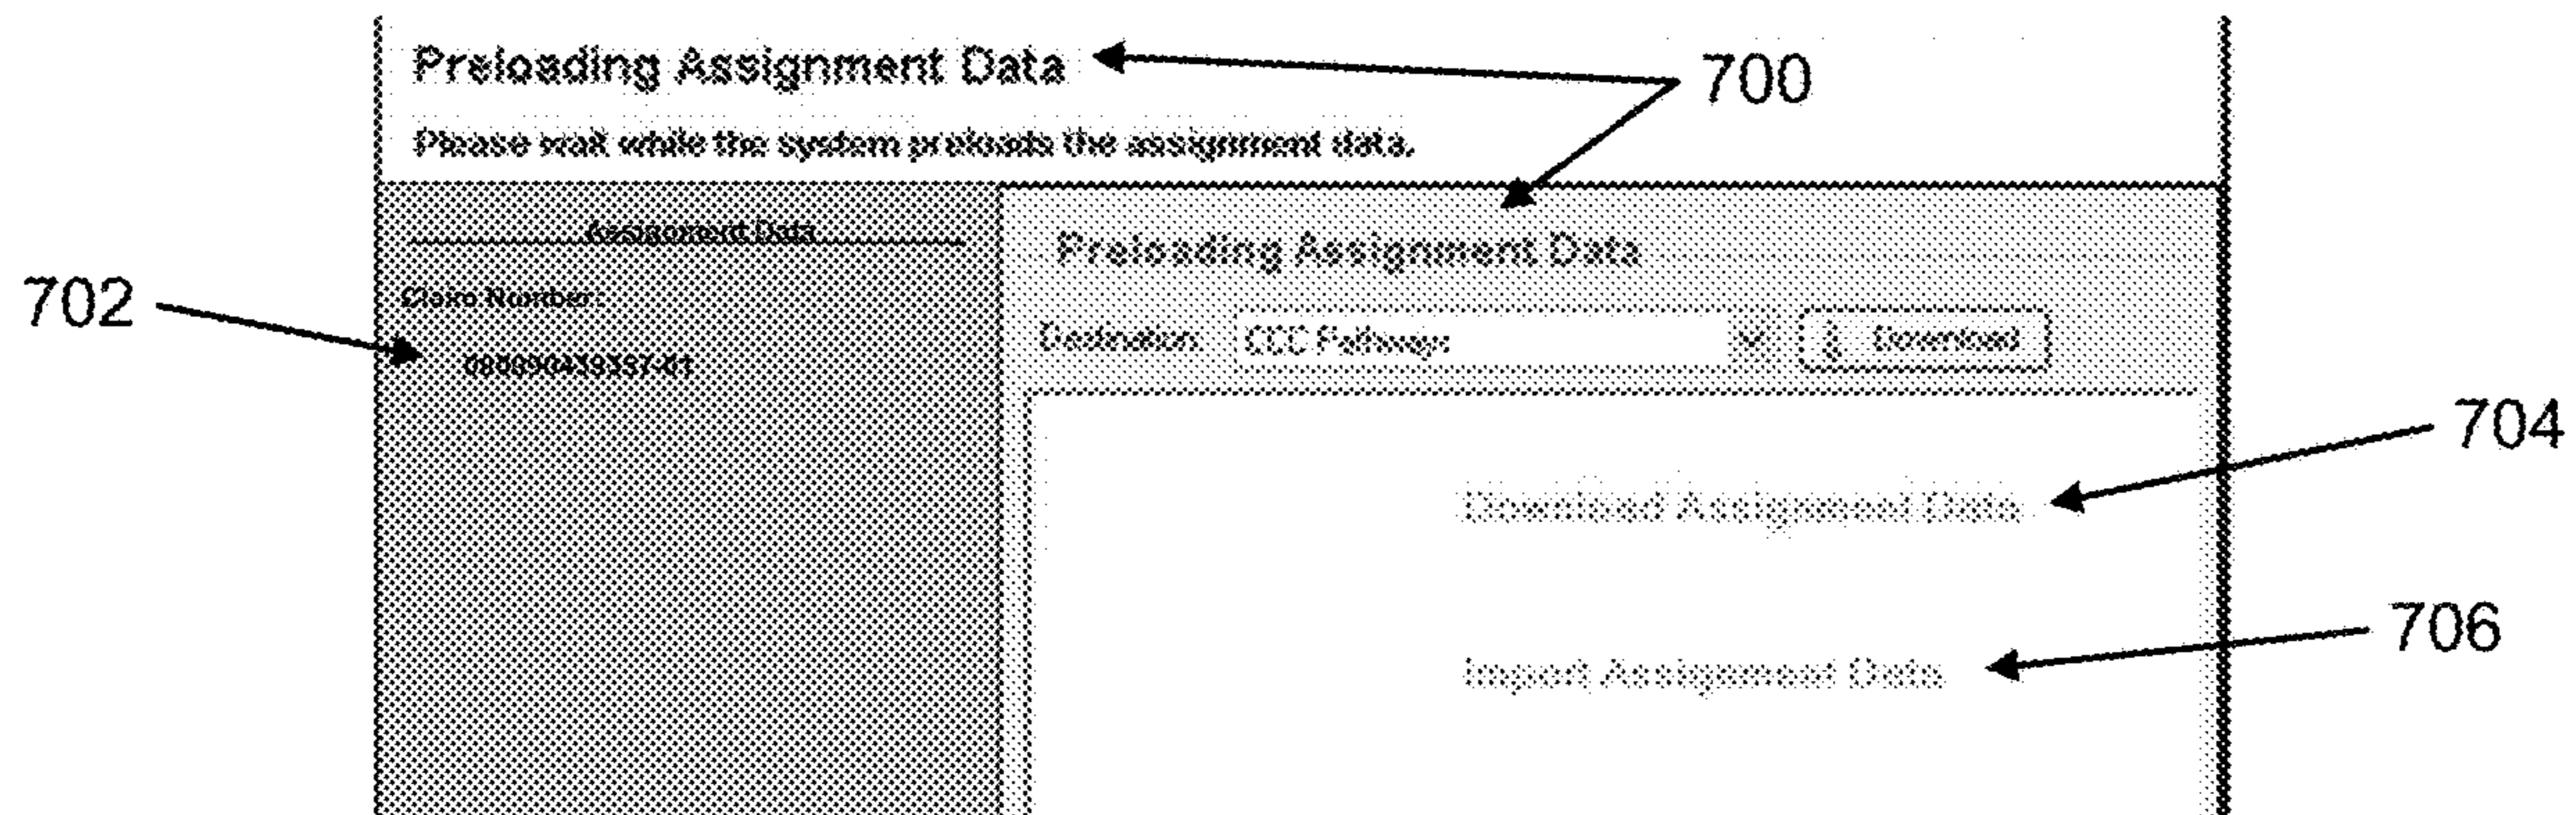 Preloading Assignment Data
700
Please wait while the system preloads the assignment data.
Assignment Data
Preloading Assignment Data
702
Claim Number:
Destination: CCC Pathways Download
704
Download Assignment Data
706
Import Assignment Data